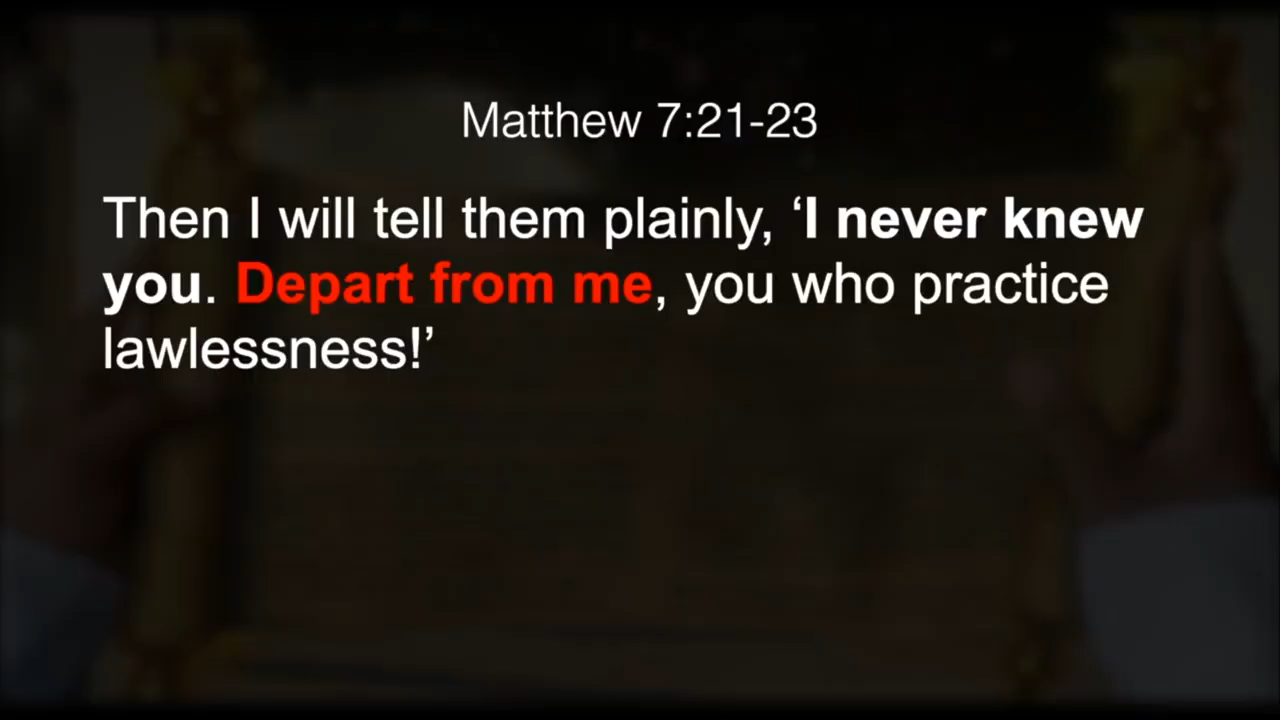 Matthew 7:21-23
Then I will tell them plainly, ‘I never knew
you. Depart from me, you who practice
lawlessness!’